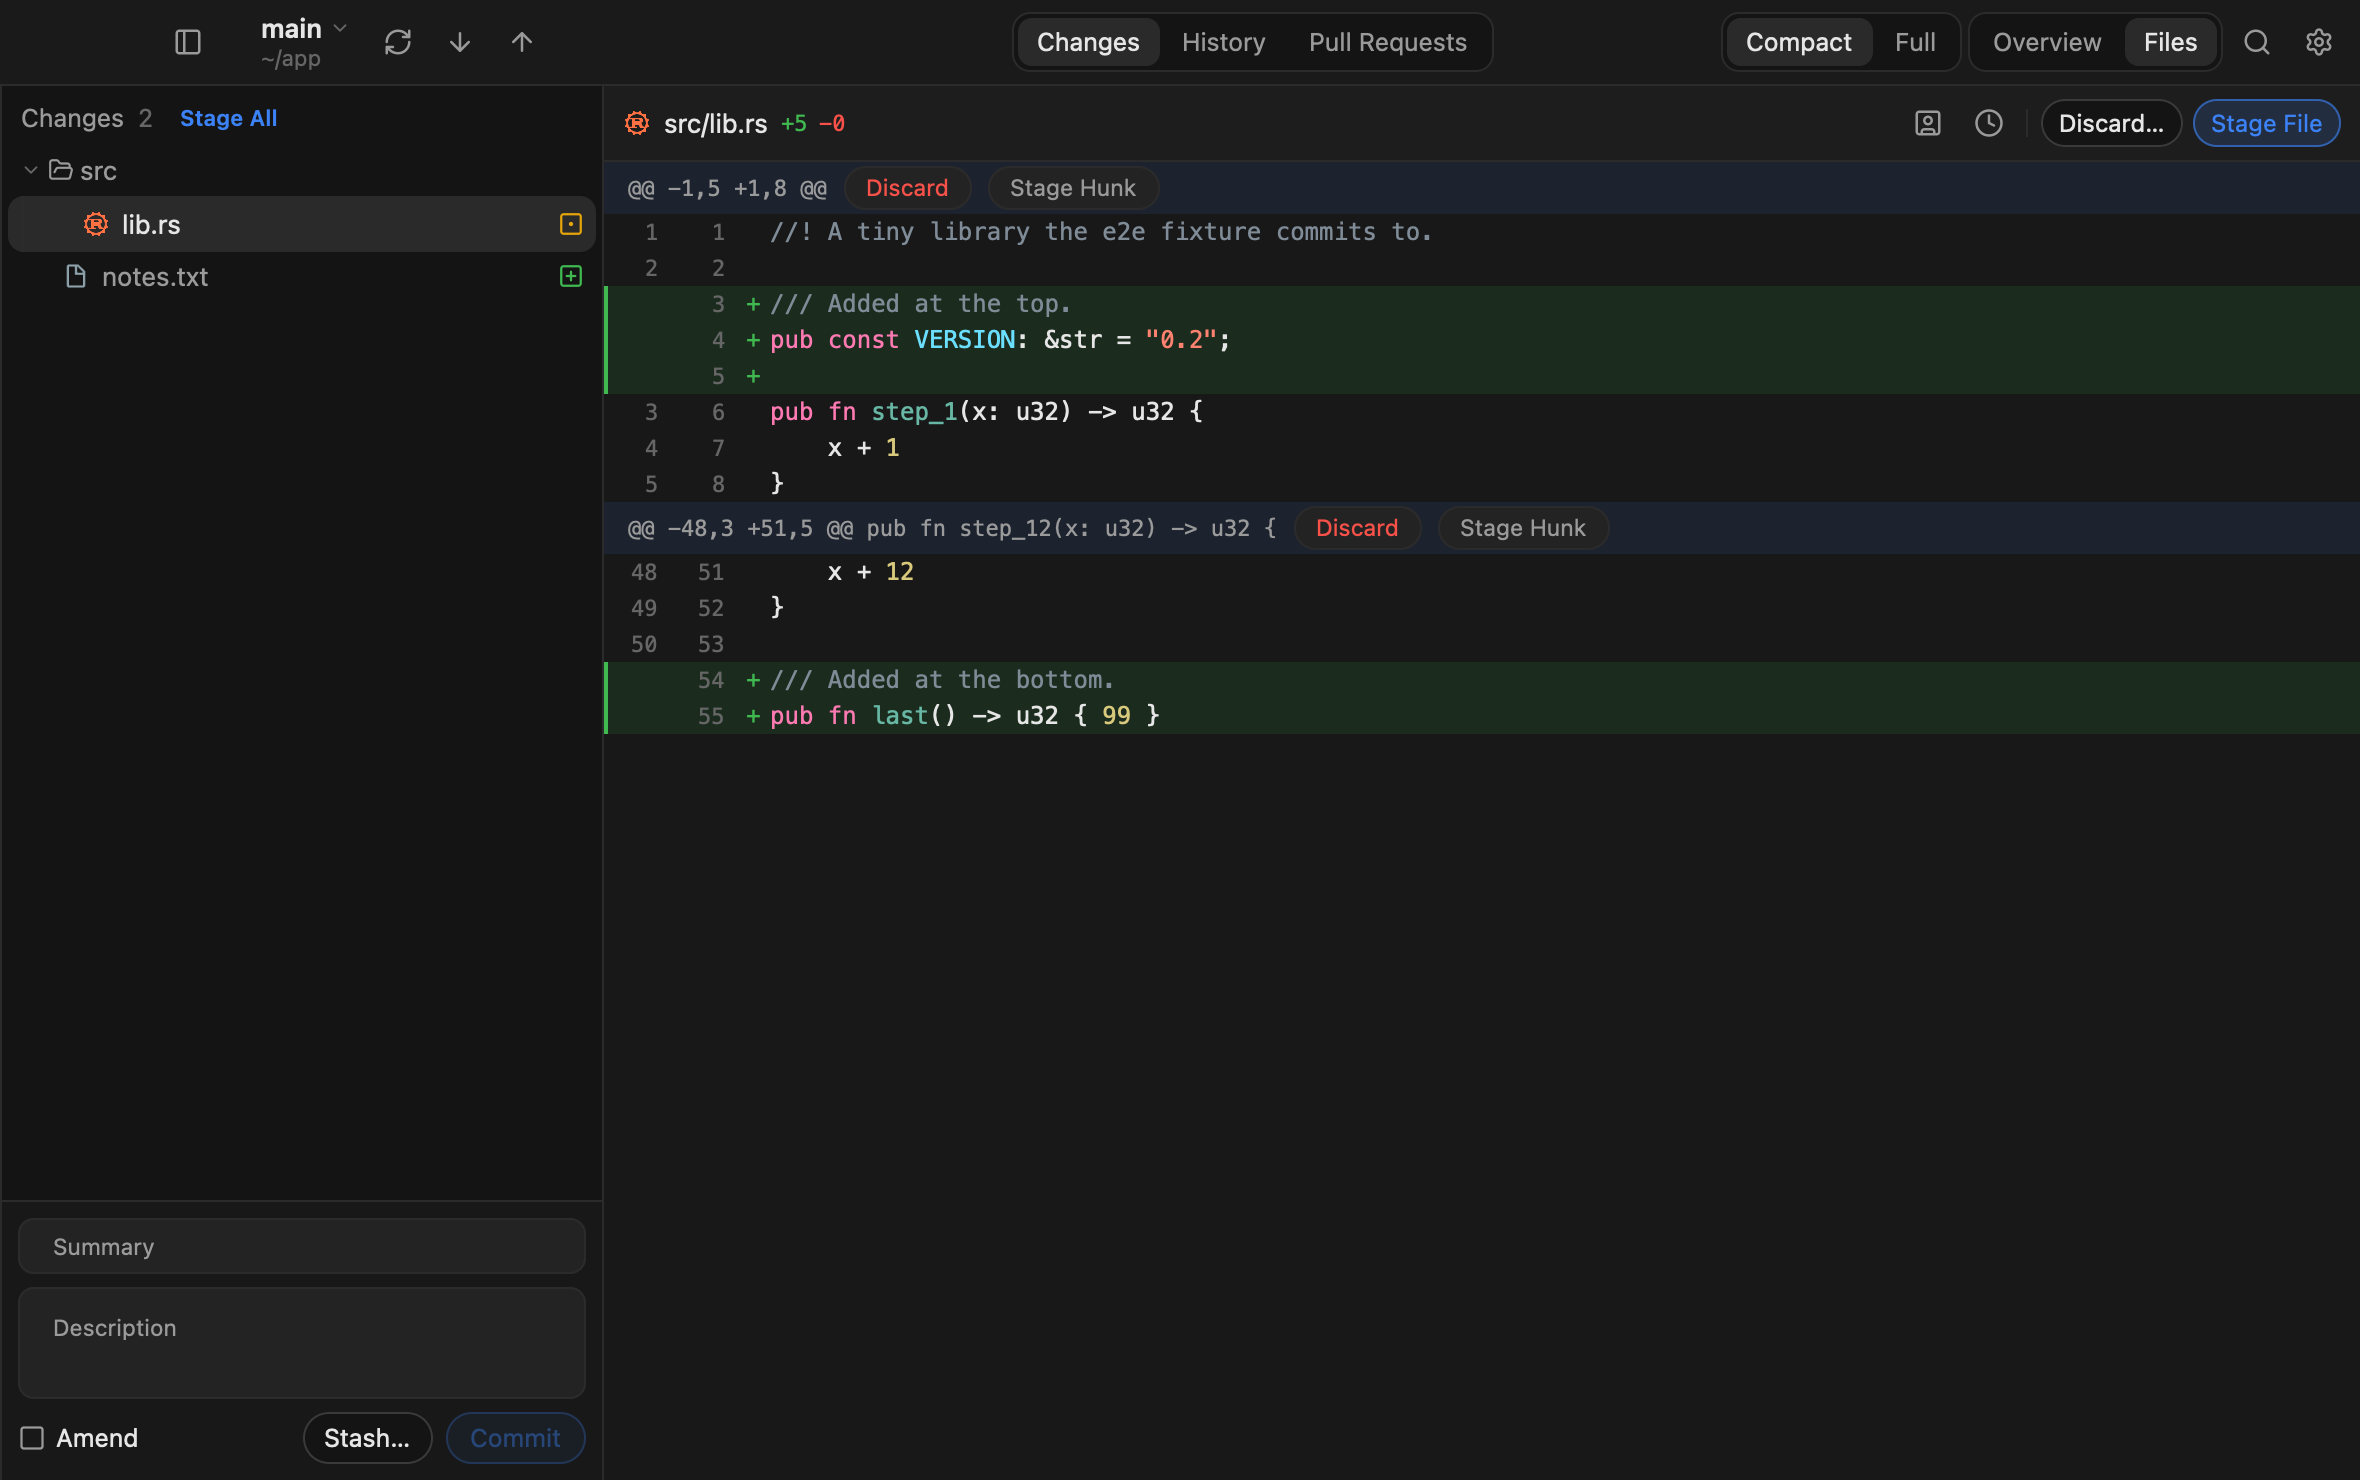 main
~/app
Changes History Pull Requests
Compact Full
Overview Files
Changes 2 Stage All
src
lib.rs
notes.txt
src/lib.rs +5 −0
Discard... Stage File
@@ −1,5 +1,8 @@ Discard Stage Hunk
1 1 //! A tiny library the e2e fixture commits to.
2 2
3 + /// Added at the top.
4 + pub const VERSION: &str = "0.2";
5 +
3 6 pub fn step_1(x: u32) -> u32 {
4 7 x + 1
5 8 }
@@ −48,3 +51,5 @@ pub fn step_12(x: u32) -> u32 { Discard Stage Hunk
48 51 x + 12
49 52 }
50 53
54 + /// Added at the bottom.
55 + pub fn last() -> u32 { 99 }
Summary
Description
Amend Stash... Commit